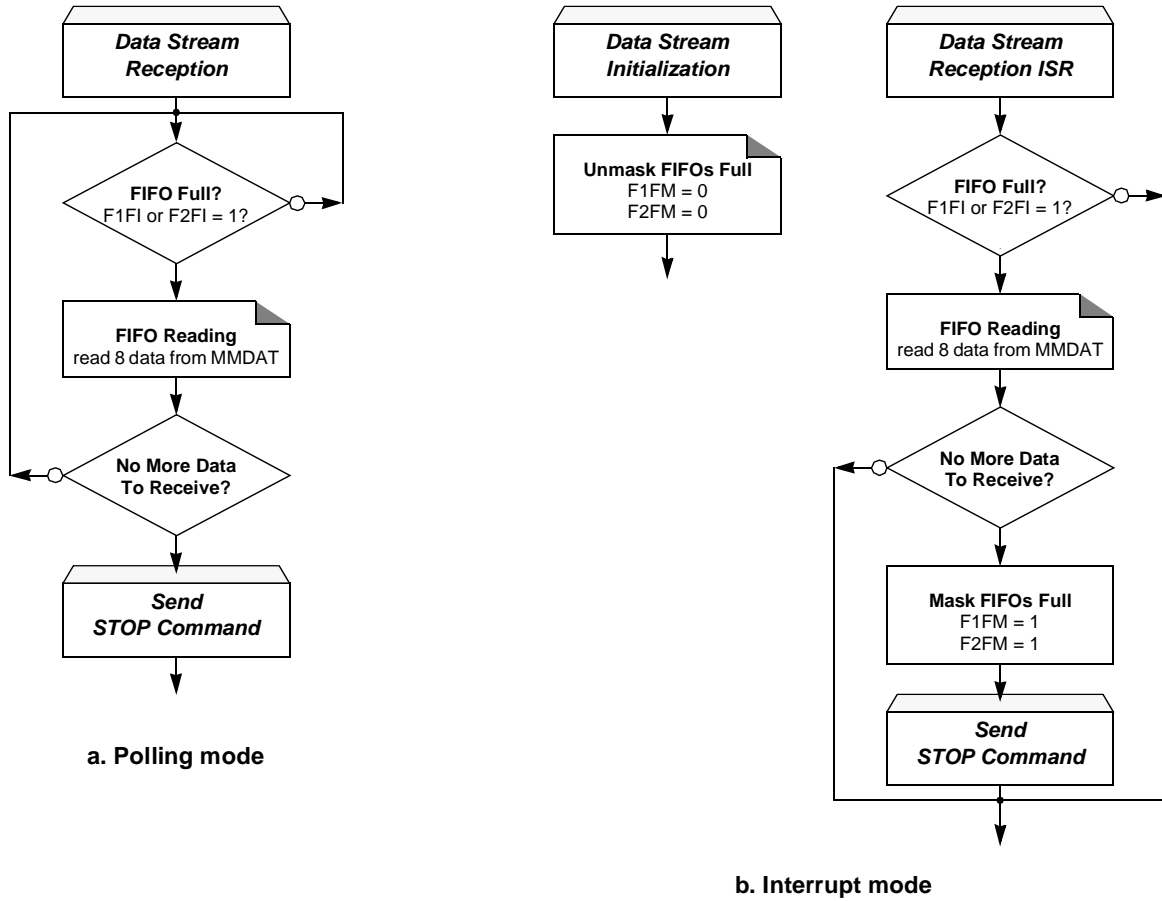 Data Stream
Reception
FIFO Full?
F1FI or F2FI = 1?
FIFO Reading
read 8 data from MMDAT
No More Data
To Receive?
Send
STOP Command
a. Polling mode
Data Stream
Initialization
Unmask FIFOs Full
F1FM = 0
F2FM = 0
Data Stream
Reception ISR
FIFO Full?
F1FI or F2FI = 1?
FIFO Reading
read 8 data from MMDAT
No More Data
To Receive?
Mask FIFOs Full
F1FM = 1
F2FM = 1
Send
STOP Command
b. Interrupt mode